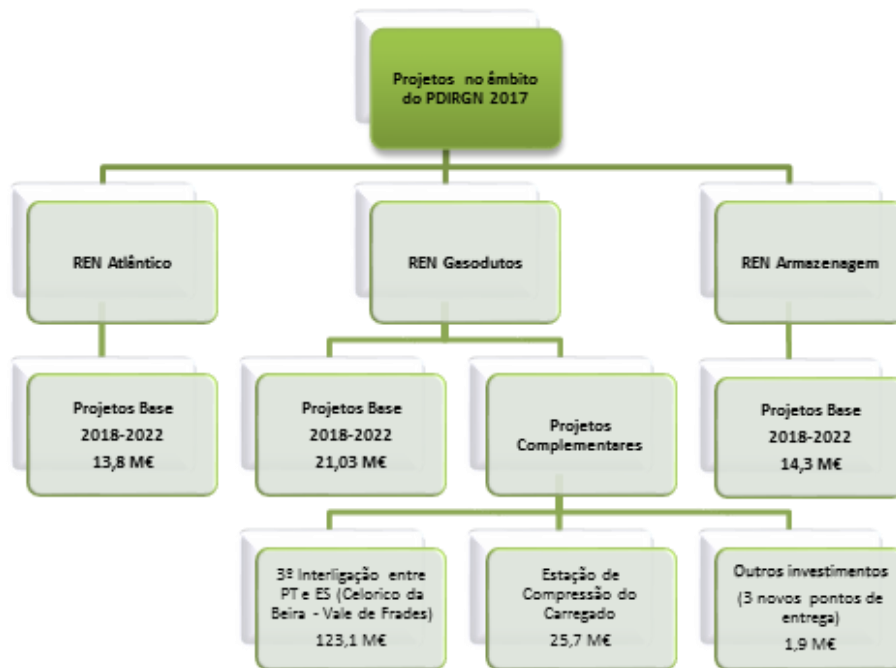 Projetos no âmbito
do PDIRGN 2017
REN Atlântico
REN Gasodutos
REN Armazenagem
Projetos Base
2018-2022
13,8 M€
Projetos Base
2018-2022
21,03 M€
Projetos
Complementares
Projetos Base
2018-2022
14,3 M€
3ª Interligação entre
PT e ES (Celorico da
Beira - Vale de Frades)
123,1 M€
Estação de
Compressão do
Carregado
25,7 M€
Outros investimentos
(3 novos pontos de
entrega)
1,9 M€